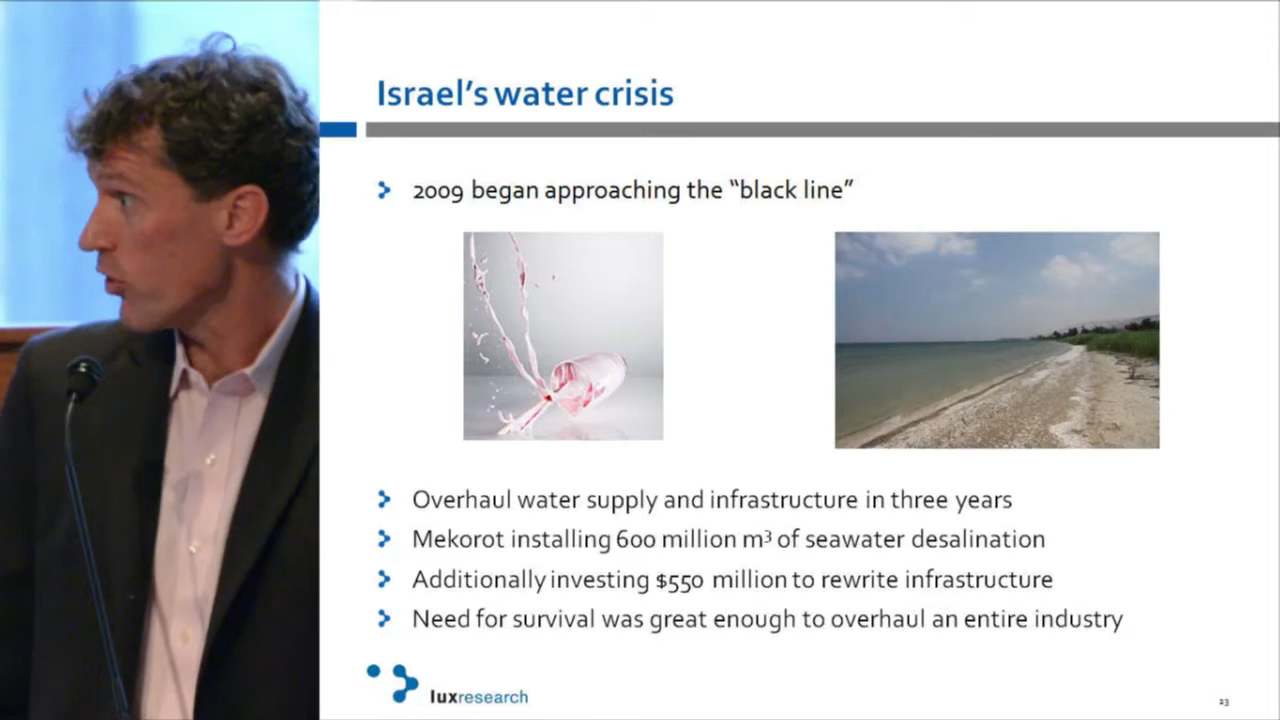 Israel's water crisis
2009 began approaching the “black line”
Overhaul water supply and infrastructure in three years
Mekorot installing 600 million m³ of seawater desalination
Additionally investing $550 million to rewrite infrastructure
Need for survival was great enough to overhaul an entire industry
luxresearch
23